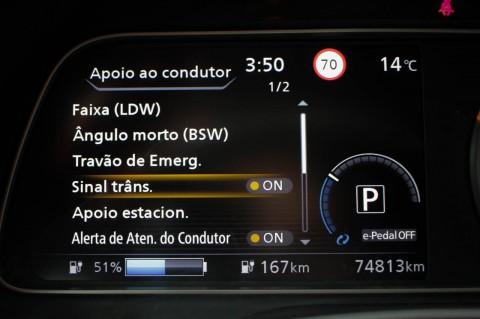 Apoio ao condutor 3:50 70 14°C
1/2
Faixa (LDW)
Ângulo morto (BSW)
Travão de Emerg.
Sinal trâns. ON
Apoio estacion.
P
Alerta de Aten. do Condutor ON
e-Pedal OFF
51% 167km 74813km